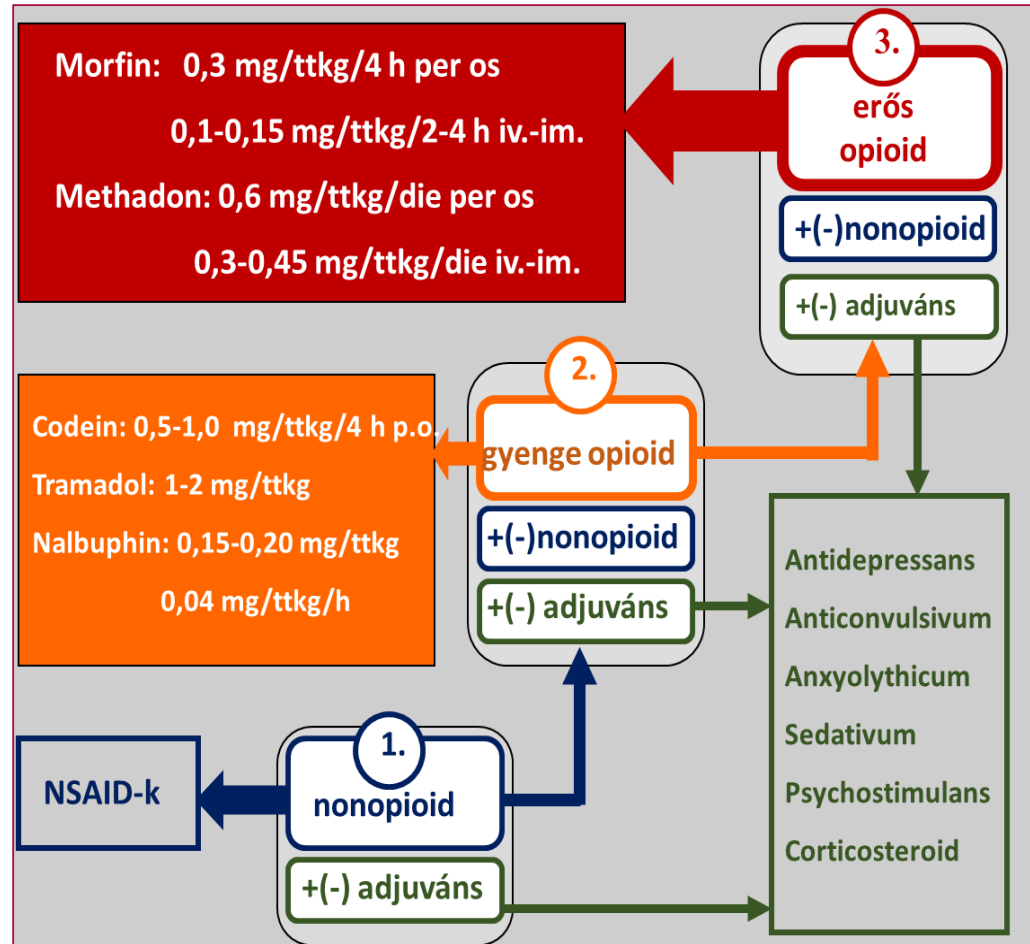 Morfin: 0,3 mg/ttkg/4 h per os
0,1-0,15 mg/ttkg/2-4 h iv.-im.
Methadon: 0,6 mg/ttkg/die per os
0,3-0,45 mg/ttkg/die iv.-im.
3.
erős
opioid
+(-)nonopioid
+(-) adjuváns
Codein: 0,5-1,0 mg/ttkg/4 h p.o.
Tramadol: 1-2 mg/ttkg
Nalbuphin: 0,15-0,20 mg/ttkg
0,04 mg/ttkg/h
2.
gyenge opioid
+(-)nonopioid
+(-) adjuváns
Antidepressans
Anticonvulsivum
Anxyolythicum
Sedativum
Psychostimulans
Corticosteroid
NSAID-k
1.
nonopioid
+(-) adjuváns